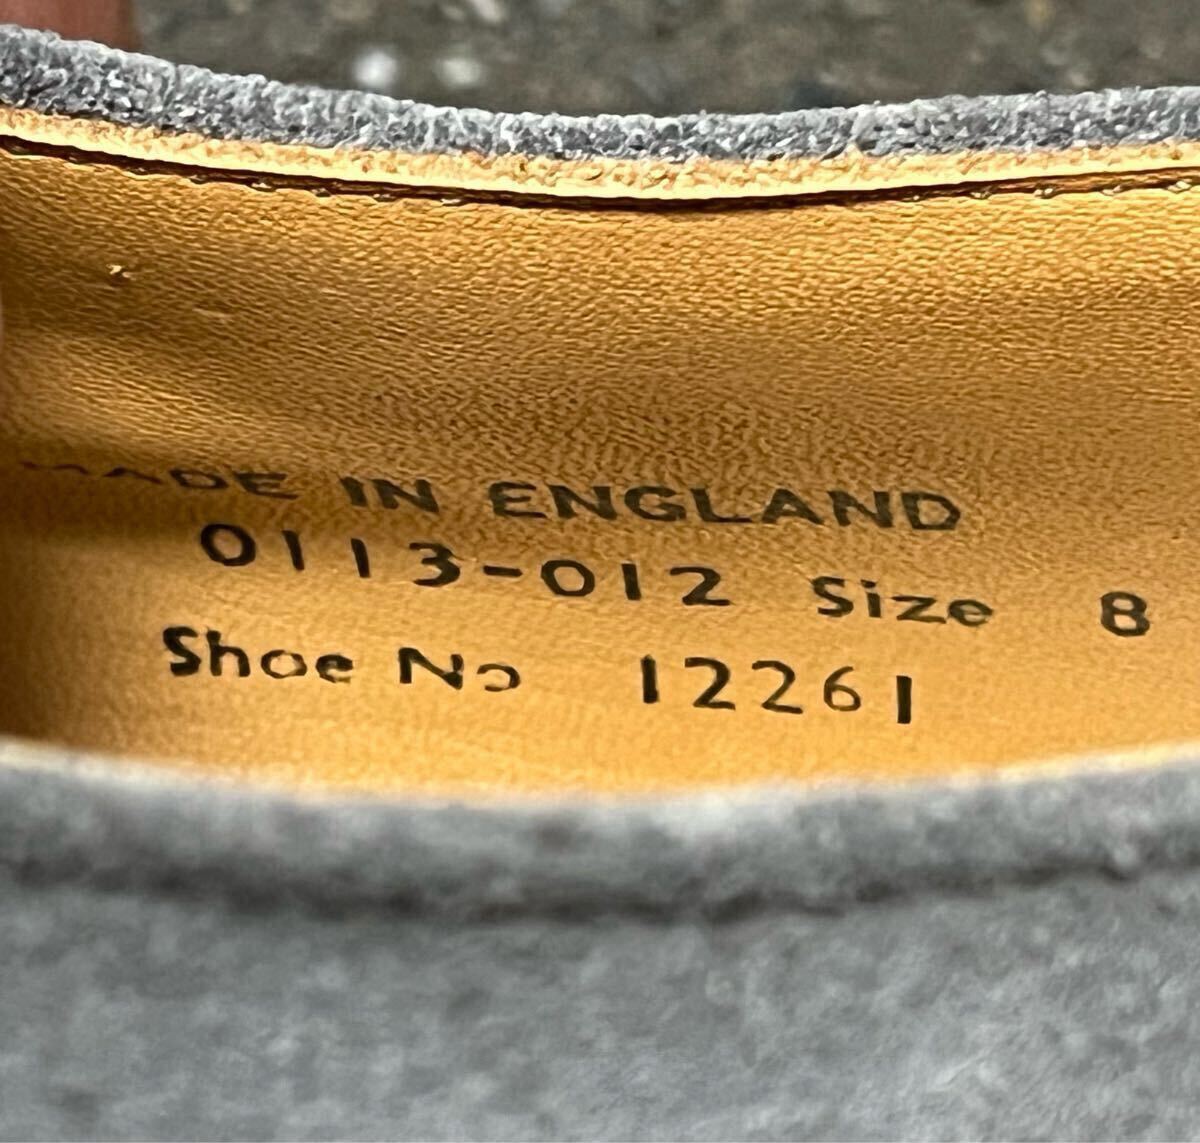 MADE IN ENGLAND
0113-012 Size 8
Shoe No 12261